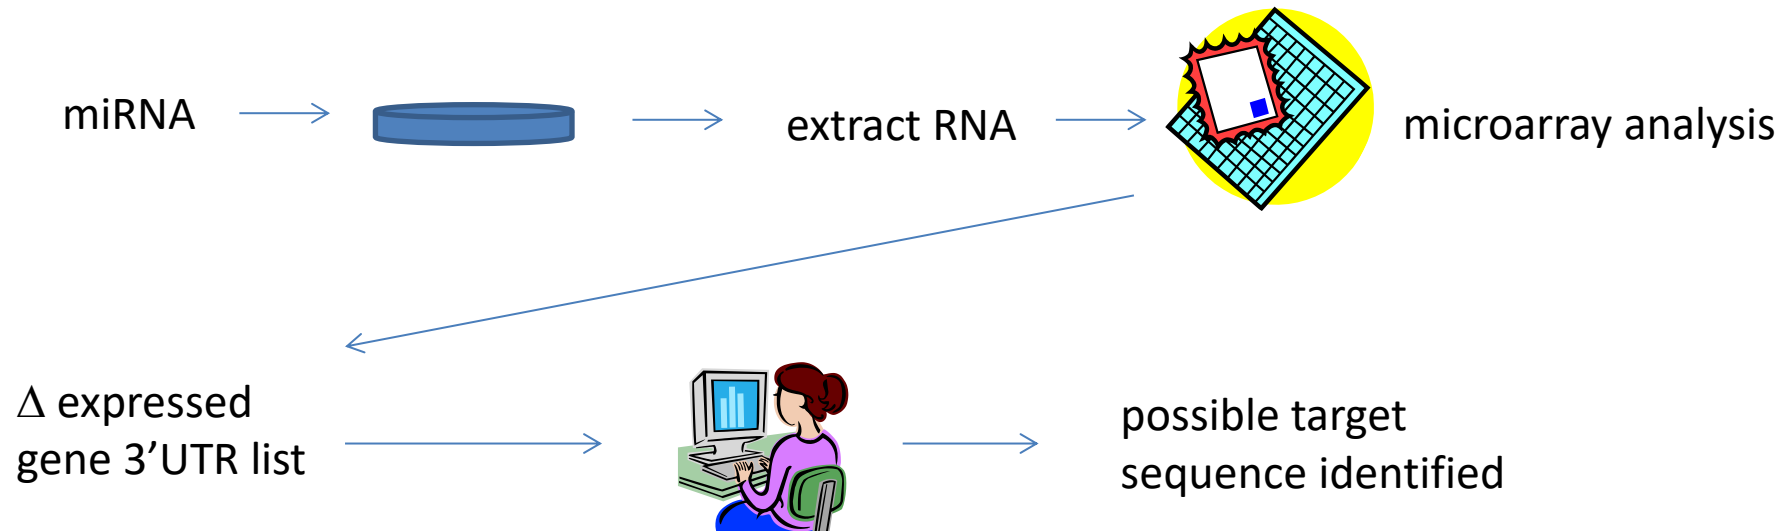 miRNA
extract RNA
microarray analysis
Δ expressed
gene 3’UTR list
possible target
sequence identified